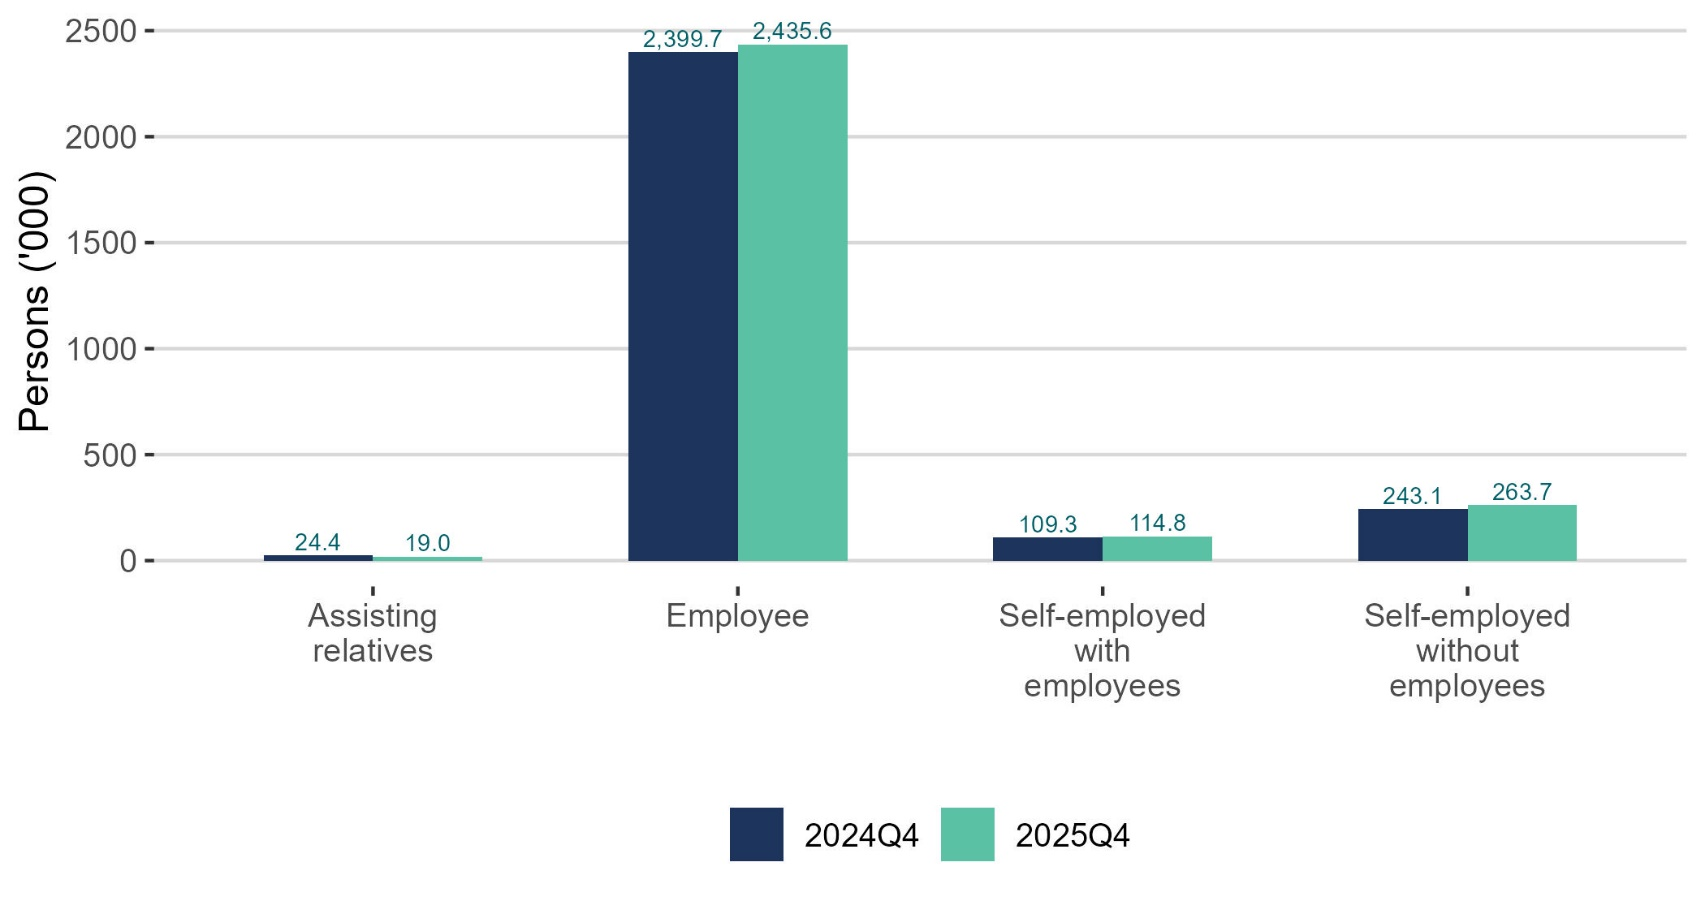 Persons ('000)
2500
2000
1500
1000
500
0
24.4
19.0
2,399.7
2,435.6
109.3
114.8
243.1
263.7
Assisting
relatives
Employee
Self-employed
with
employees
Self-employed
without
employees
2024Q4
2025Q4